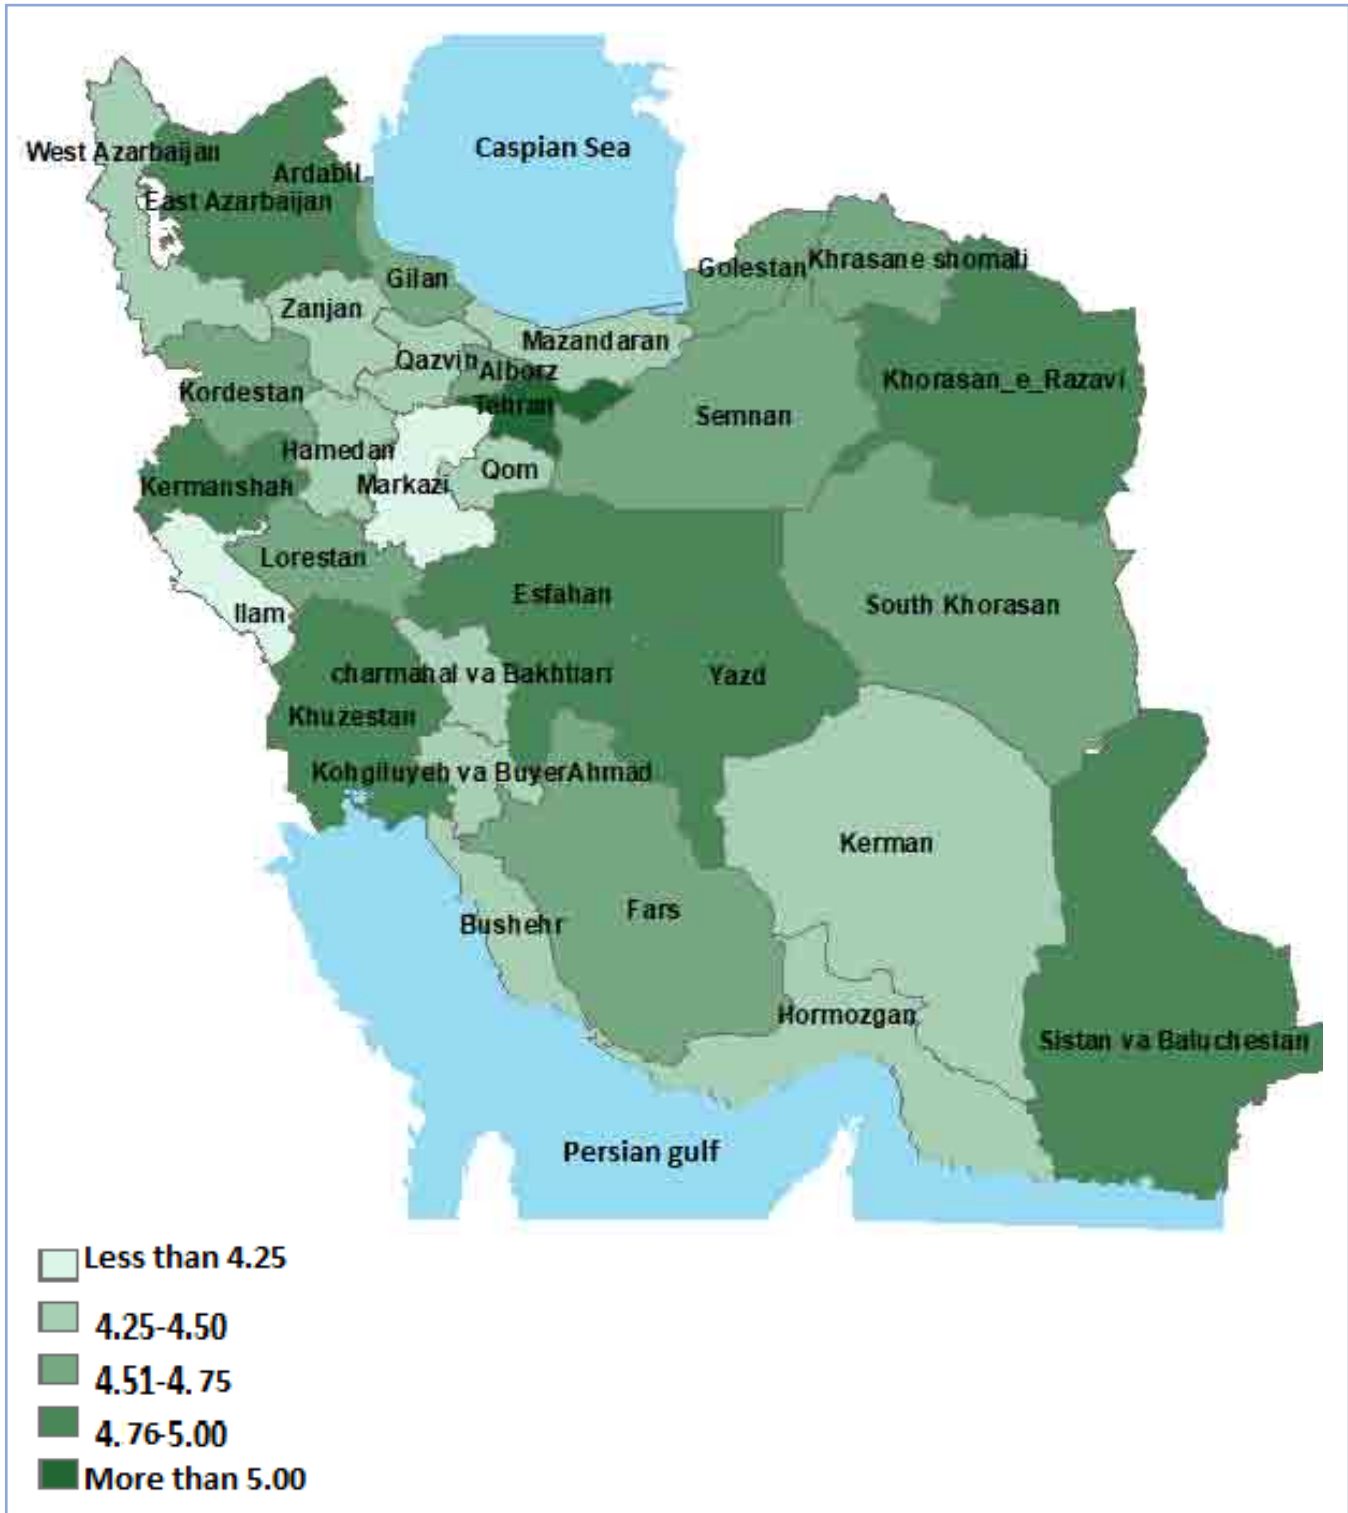 West Azarbaijan
Caspian Sea
Ardabil
East Azarbaijan
Gilan
Golestan
Khrasane shomali
Zanjan
Mazandaran
Qazvin
Alborz
Khorasan_e_Razavi
Kordestan
Tehran
Semnan
Hamedan
Qom
Kermanshah
Markazi
Lorestan
Esfahan
South Khorasan
Ilam
charmahal va Bakhtiari
Yazd
Khuzestan
Kohgiluyeh va BuyerAhmad
Kerman
Fars
Bushehr
Hormozgan
Sistan va Baluchestan
Persian gulf
Less than 4.25
4.25-4.50
4.51-4.75
4.76-5.00
More than 5.00